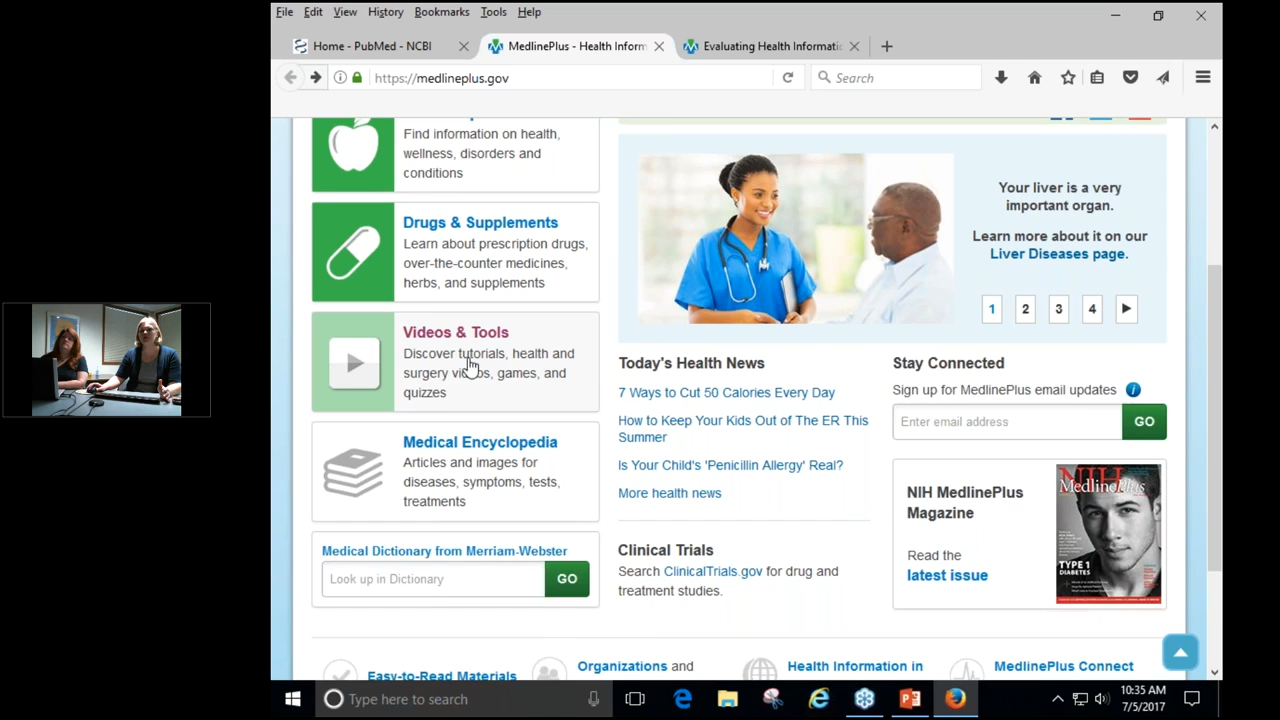 File Edit View History Bookmarks Tools Help
Home - PubMed - NCBI
MedlinePlus - Health Inform
Evaluating Health Informatic
https://medlineplus.gov
Search
Find information on health,
wellness, disorders and
conditions
Drugs & Supplements
Learn about prescription drugs,
over-the-counter medicines,
herbs, and supplements
Videos & Tools
Discover tutorials, health and
surgery videos, games, and
quizzes
Medical Encyclopedia
Articles and images for
diseases, symptoms, tests,
treatments
Medical Dictionary from Merriam-Webster
Look up in Dictionary
GO
Your liver is a very
important organ.
Learn more about it on our
Liver Diseases page.
1 2 3 4
Today's Health News
7 Ways to Cut 50 Calories Every Day
How to Keep Your Kids Out of The ER This
Summer
Is Your Child's 'Penicillin Allergy' Real?
More health news
Clinical Trials
Search ClinicalTrials.gov for drug and
treatment studies.
Stay Connected
Sign up for MedlinePlus email updates
Enter email address
GO
NIH MedlinePlus
Magazine
Read the
latest issue
NIH
MedlinePlus
TYPE 1
DIABETES
Easy-to-Read Materials
Organizations and
Health Information in
MedlinePlus Connect
Type here to search
10:35 AM
7/5/2017